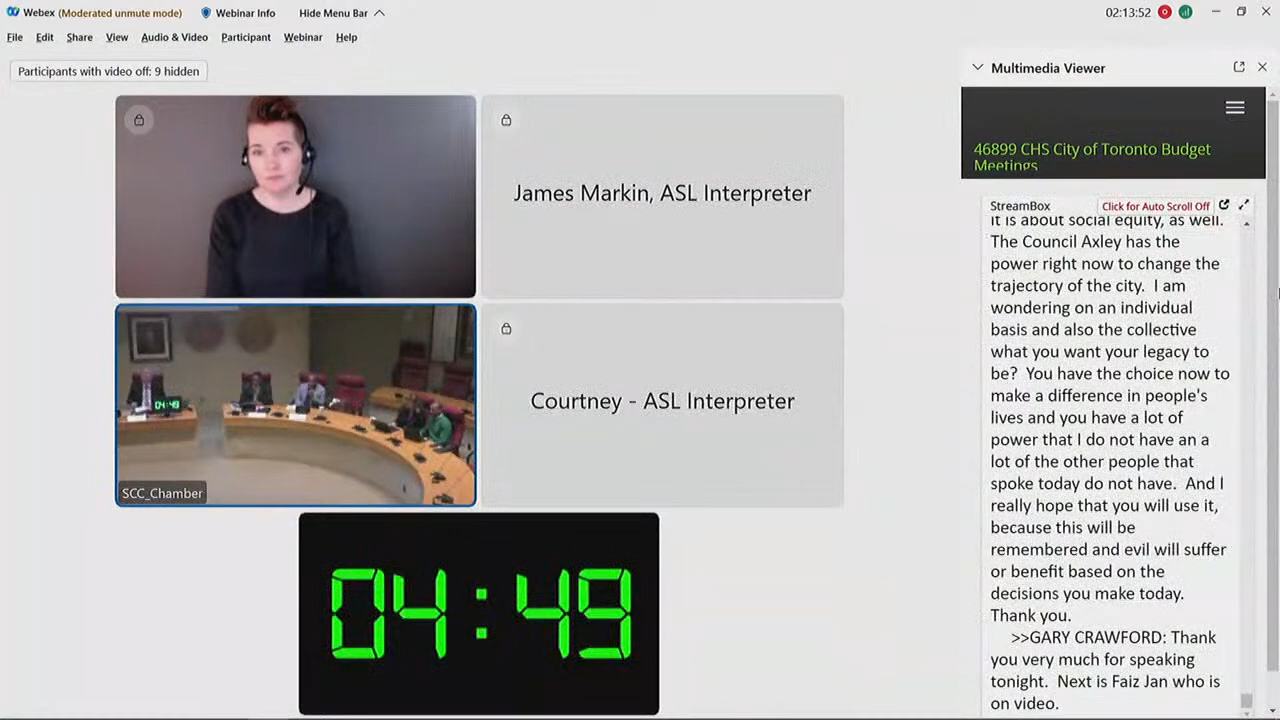 Webex (Moderated unmute mode) Webinar Info Hide Menu Bar 02:13:52
File Edit Share View Audio & Video Participant Webinar Help
Participants with video off: 9 hidden
Multimedia Viewer
46899 CHS City of Toronto Budget
Meetings
James Markin, ASL Interpreter
Courtney - ASL Interpreter
04:49
SCC_Chamber
04:49
StreamBox Click for Auto Scroll Off
it is about social equity, as well.
The Council Axley has the
power right now to change the
trajectory of the city. I am
wondering on an individual
basis and also the collective
what you want your legacy to
be? You have the choice now to
make a difference in people's
lives and you have a lot of
power that I do not have an a
lot of the other people that
spoke today do not have. And I
really hope that you will use it,
because this will be
remembered and evil will suffer
or benefit based on the
decisions you make today.
Thank you.
>>GARY CRAWFORD: Thank
you very much for speaking
tonight. Next is Faiz Jan who is
on video.